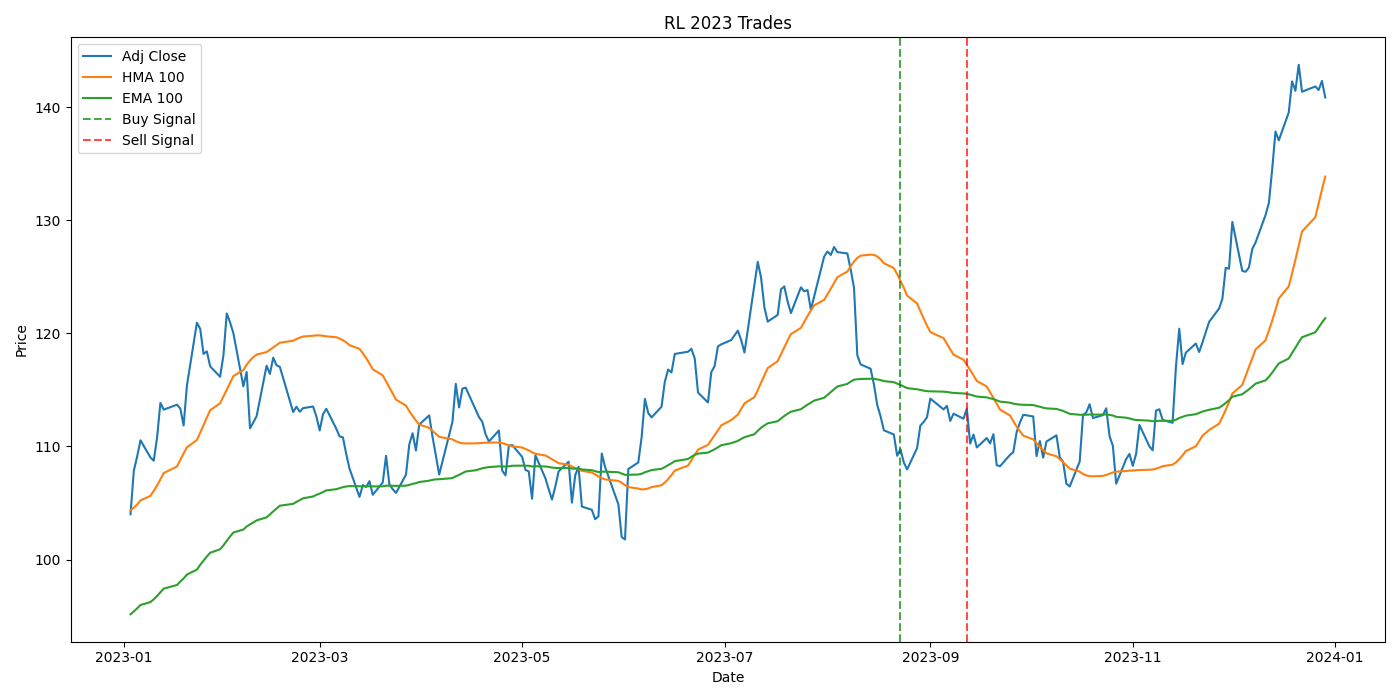 RL 2023 Trades
Adj Close
HMA 100
EMA 100
Buy Signal
Sell Signal
Price
140
130
120
110
100
2023-01
2023-03
2023-05
2023-07
2023-09
2023-11
2024-01
Date